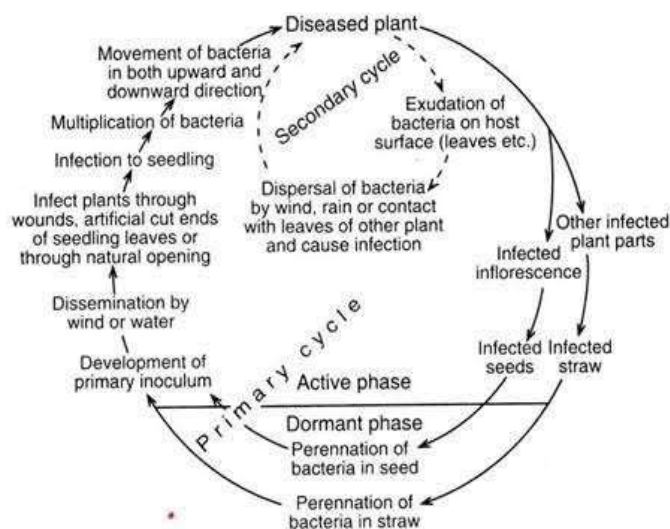 Diseased plant
Movement of bacteria
in both upward and
downward direction
Multiplication of bacteria
Infection to seedling
Infect plants through
wounds, artificial cut ends
of seedling leaves or
through natural opening
Dissemination by
wind or water
Development of
primary inoculum
Secondary cycle
Exudation of
bacteria on host
surface (leaves etc.)
Dispersal of bacteria
by wind, rain or contact
with leaves of other plant
and cause infection
Other infected
plant parts
Infected
inflorescence
Infected
seeds
Infected
straw
Primary cycle
Active phase
Dormant phase
Perennation of
bacteria in seed
Perennation of
bacteria in straw